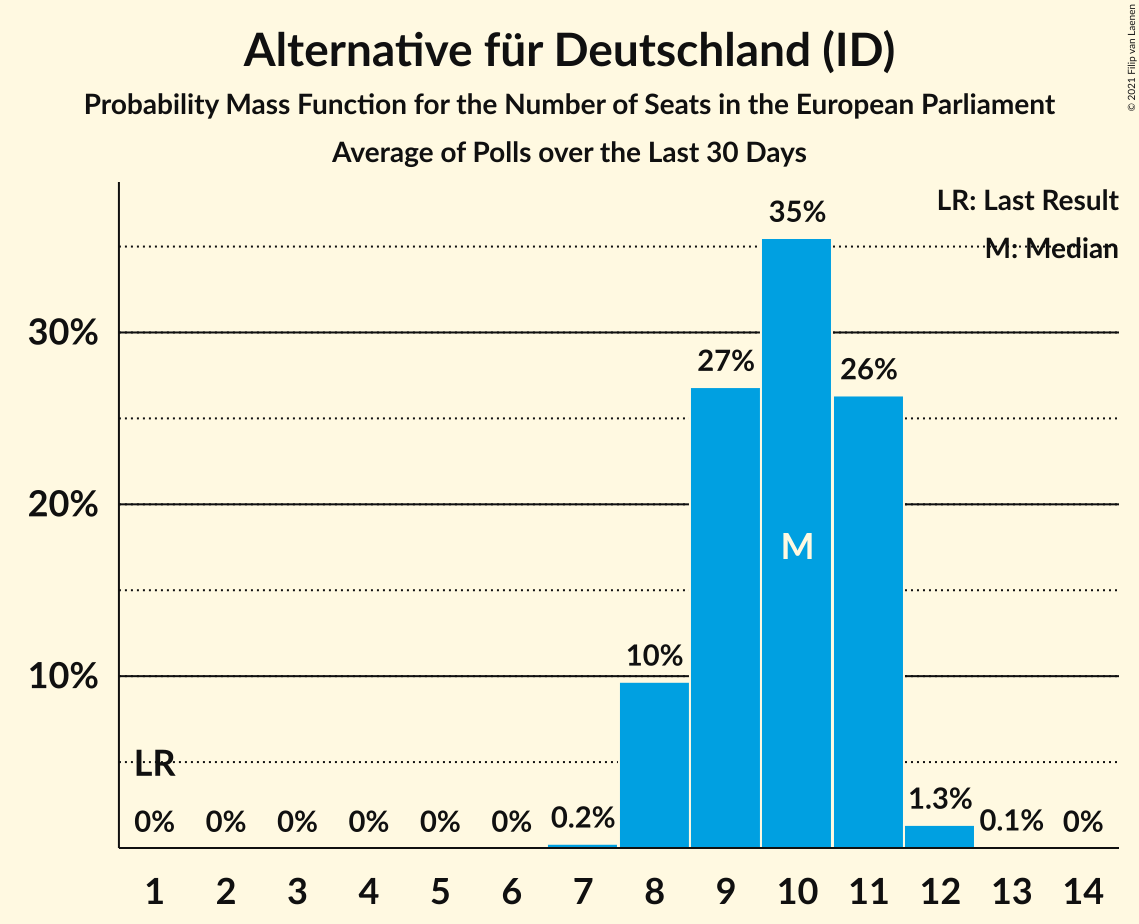 Alternative für Deutschland (ID)
Probability Mass Function for the Number of Seats in the European Parliament
Average of Polls over the Last 30 Days
© 2021 Filip van Laenen
LR: Last Result
M: Median
30%
20%
10%
35%
27%
26%
M
10%
LR
0%
0%
0%
0%
0%
0%
0.2%
1.3%
0.1%
0%
1 2 3 4 5 6 7 8 9 10 11 12 13 14